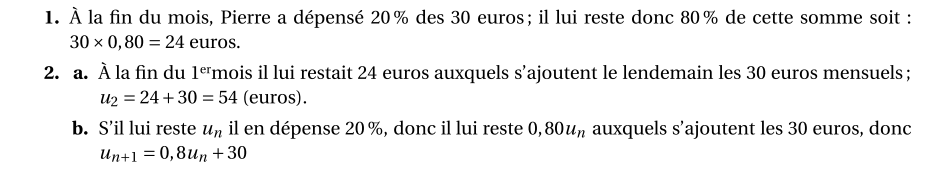 1. À la fin du mois, Pierre a dépensé 20 % des 30 euros ; il lui reste donc 80 % de cette somme soit :
30 × 0,80 = 24 euros.
2. a. À la fin du 1ᵉʳmois il lui restait 24 euros auxquels s'ajoutent le lendemain les 30 euros mensuels ;
u₂ = 24 + 30 = 54 (euros).
b. S'il lui reste uₙ il en dépense 20 %, donc il lui reste 0,80uₙ auxquels s'ajoutent les 30 euros, donc
uₙ₊₁ = 0,8uₙ + 30